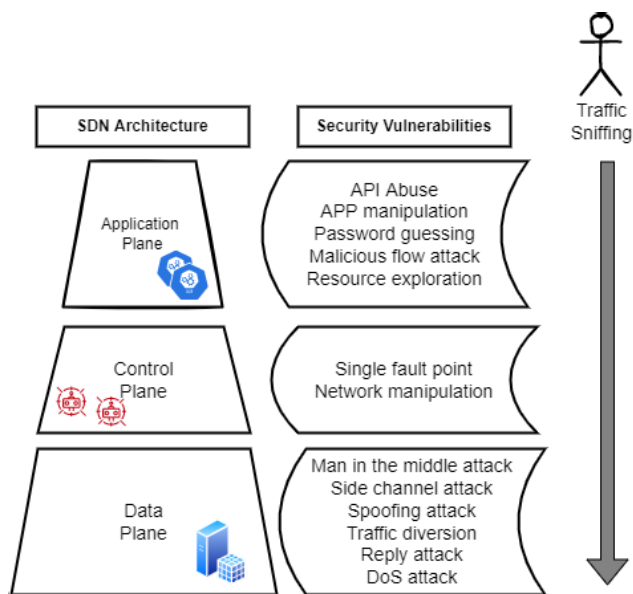 Traffic
Sniffing
SDN Architecture
Security Vulnerabilities
Application
Plane
API Abuse
APP manipulation
Password guessing
Malicious flow attack
Resource exploration
Control
Plane
Single fault point
Network manipulation
Data
Plane
Man in the middle attack
Side channel attack
Spoofing attack
Traffic diversion
Reply attack
DoS attack